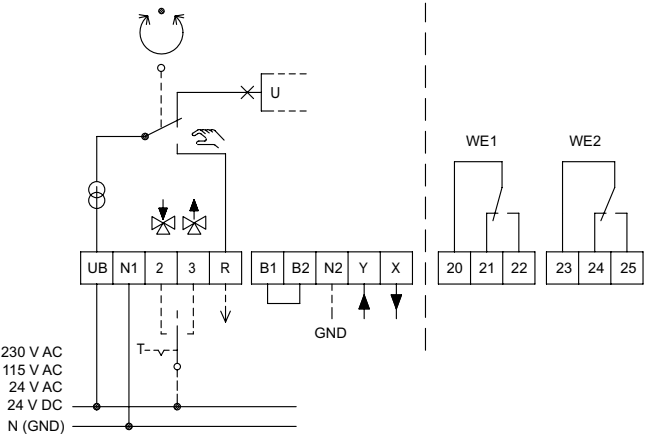 U
WE1 WE2
UB N1 2 3 R B1 B2 N2 Y X 20 21 22 23 24 25
GND
T
230 V AC
115 V AC
24 V AC
24 V DC
N (GND)